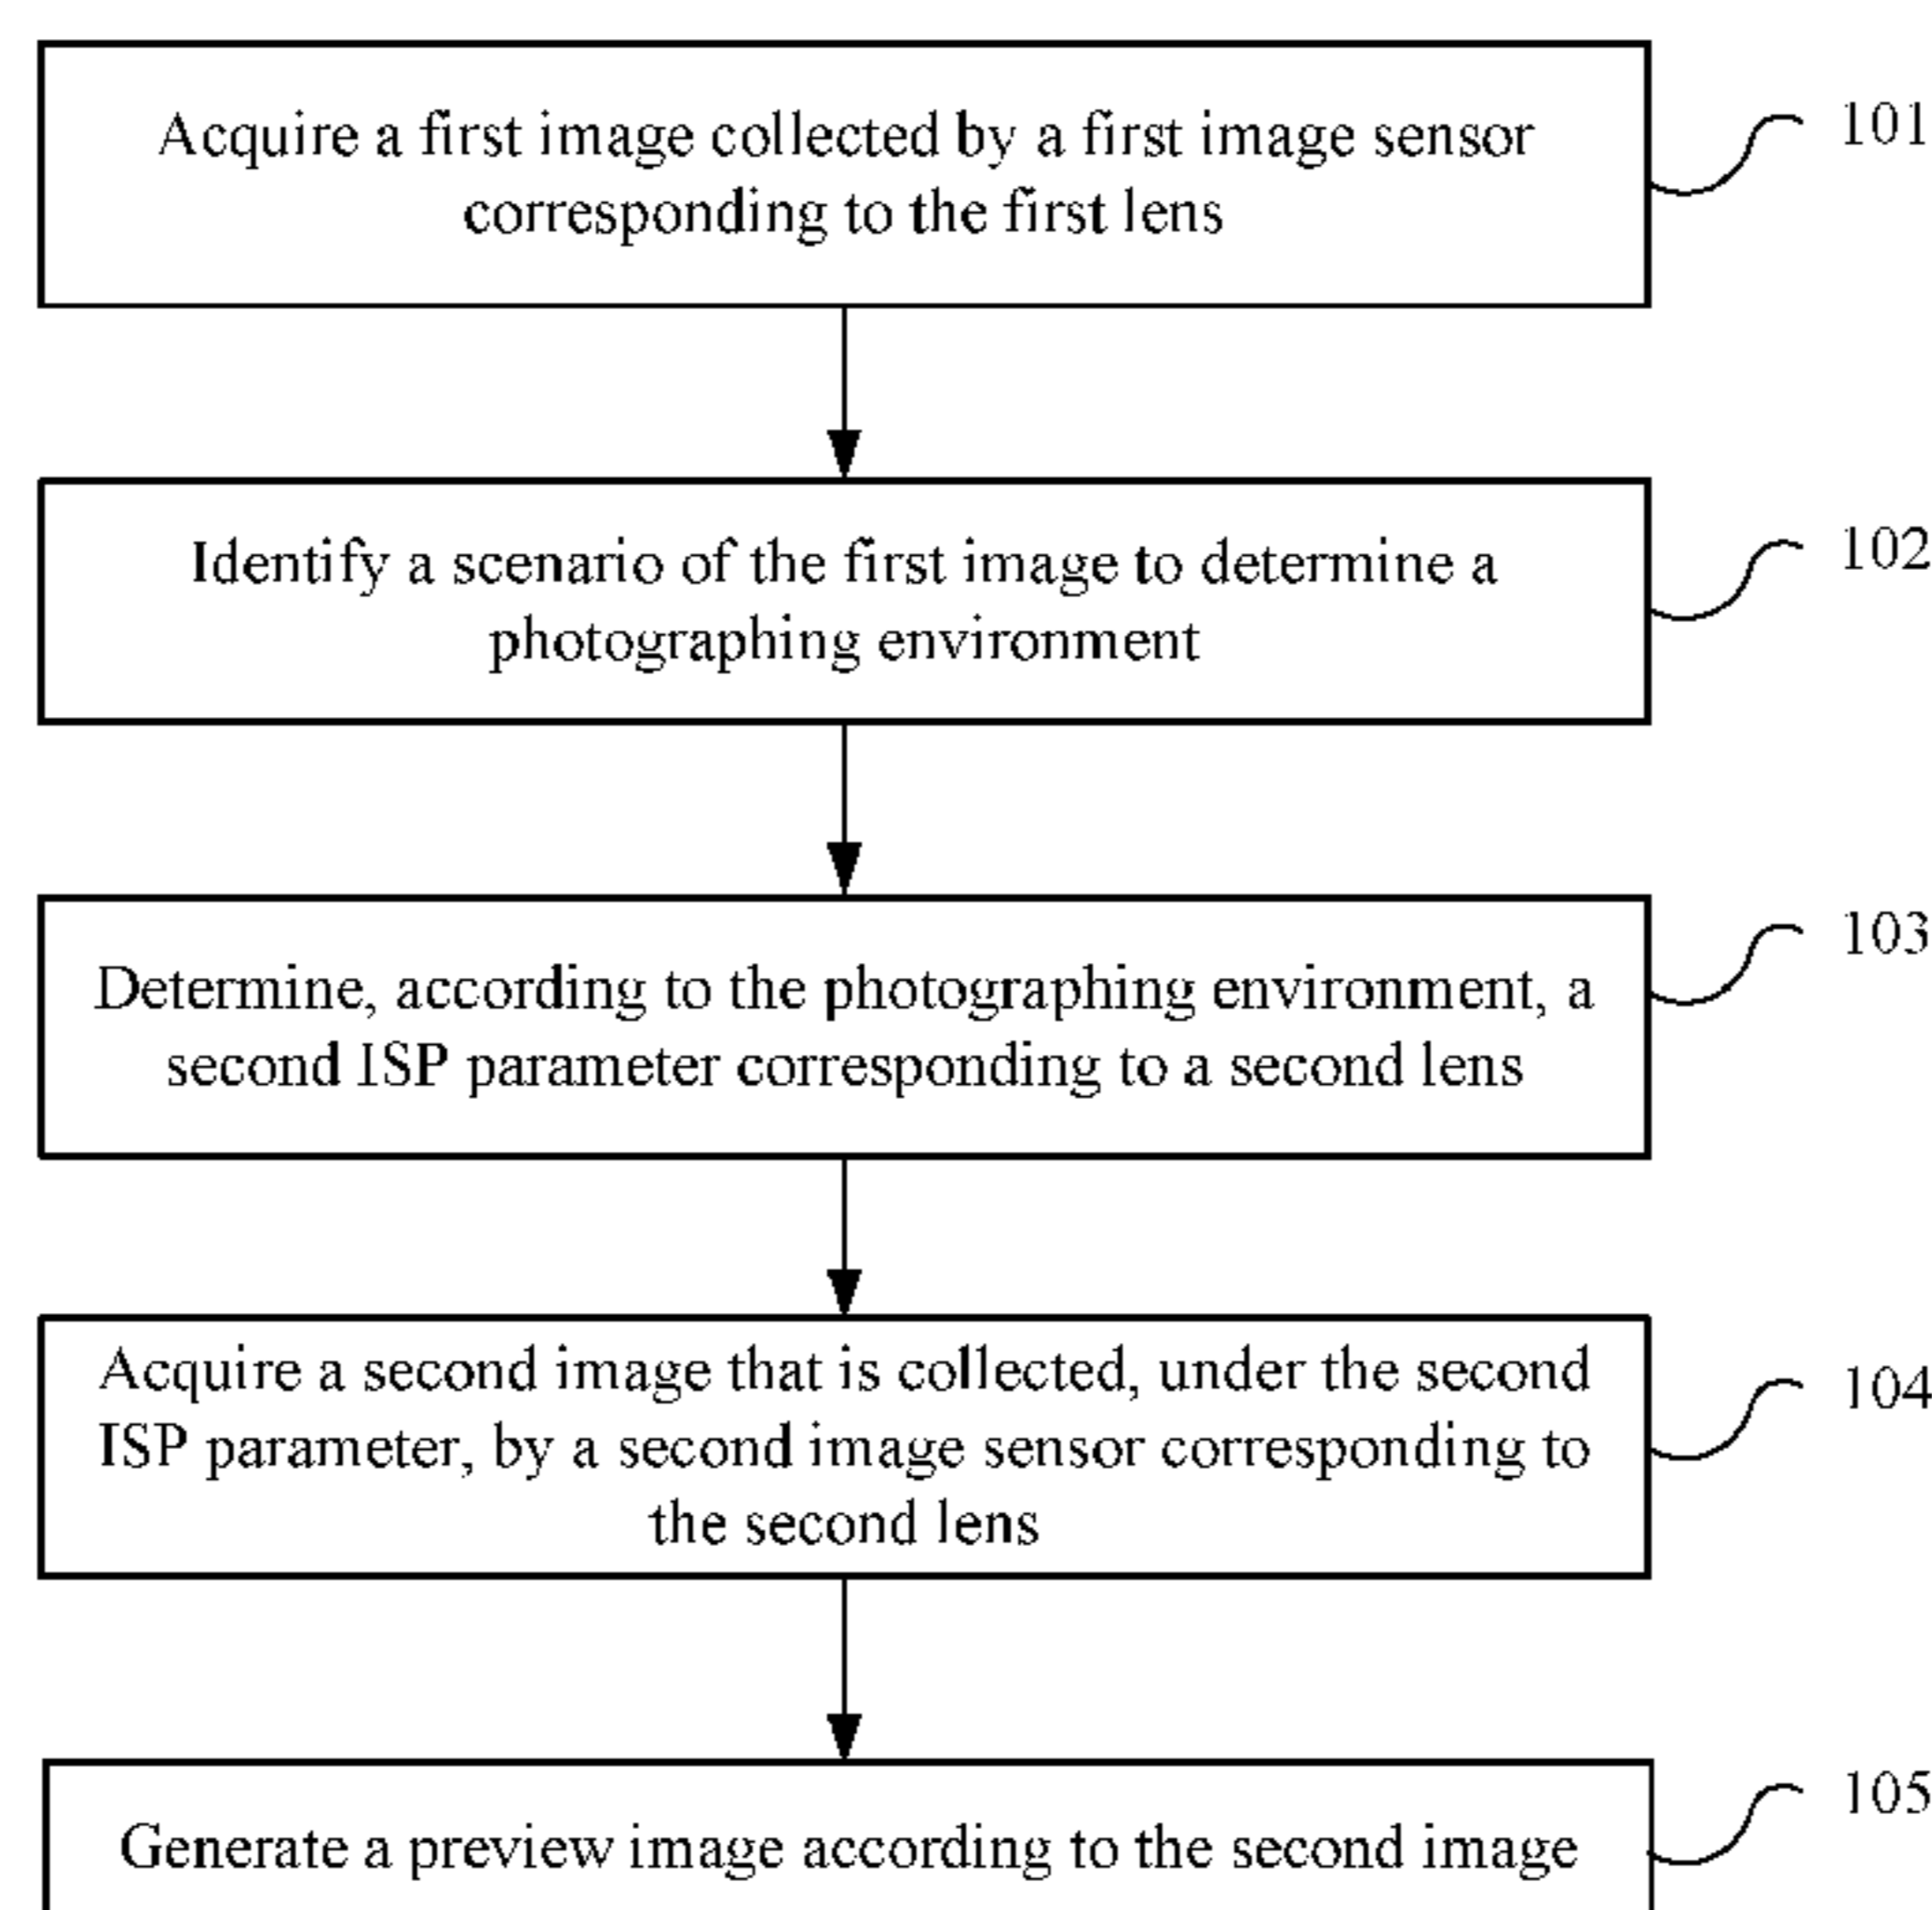 Acquire a first image collected by a first image sensor
corresponding to the first lens
101
Identify a scenario of the first image to determine a
photographing environment
102
Determine, according to the photographing environment, a
second ISP parameter corresponding to a second lens
103
Acquire a second image that is collected, under the second
ISP parameter, by a second image sensor corresponding to
the second lens
104
Generate a preview image according to the second image
105